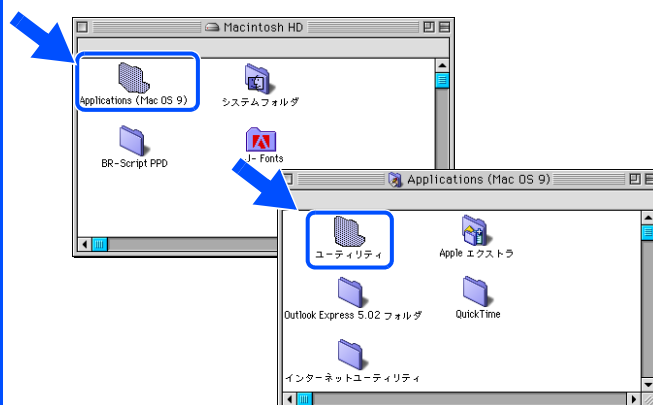 Macintosh HD
Applications (Mac OS 9)
システムフォルダ
BR-Script PPD
J- Fonts
Applications (Mac OS 9)
ユーティリティ
Apple エクストラ
Outlook Express 5.02 フォルダ
QuickTime
インターネットユーティリティ